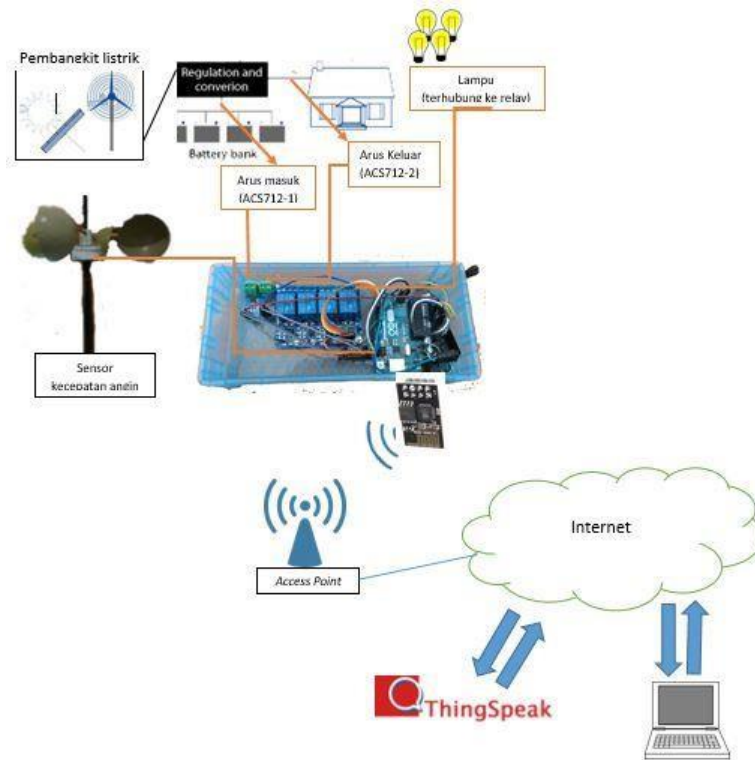 Pembangkit listrik
Regulation and
converion
Battery bank
Lampu
(terhubung ke relay)
Arus Keluar
(ACS712-2)
Arus masuk
(ACS712-1)
Sensor
kecepatan angin
Internet
Access Point
ThingSpeak